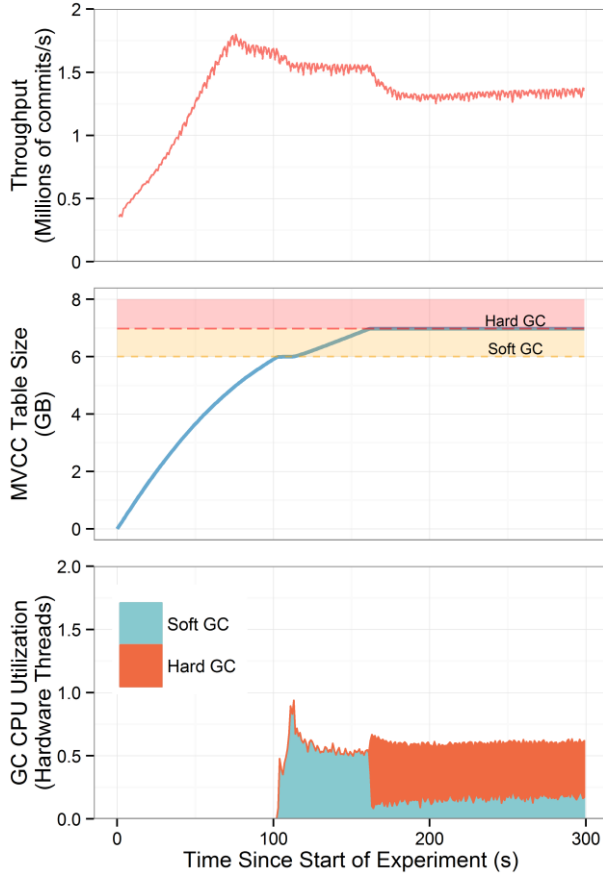 2
1.5
1
0.5
0
Throughput
(Millions of commits/s)
8
6
4
2
0
MVCC Table Size
(GB)
Hard GC
Soft GC
2.0
1.5
1.0
0.5
0.0
GC CPU Utilization
(Hardware Threads)
Soft GC
Hard GC
0
100
200
300
Time Since Start of Experiment (s)